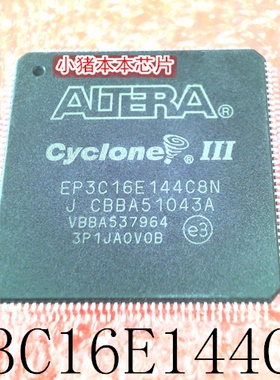 小猪本本芯片
ALTERA®
Cyclone® III
EP3C16E144C8N
J CBBA51043A
VBBA537964
3P1JA0V0B e3
3C16E144C